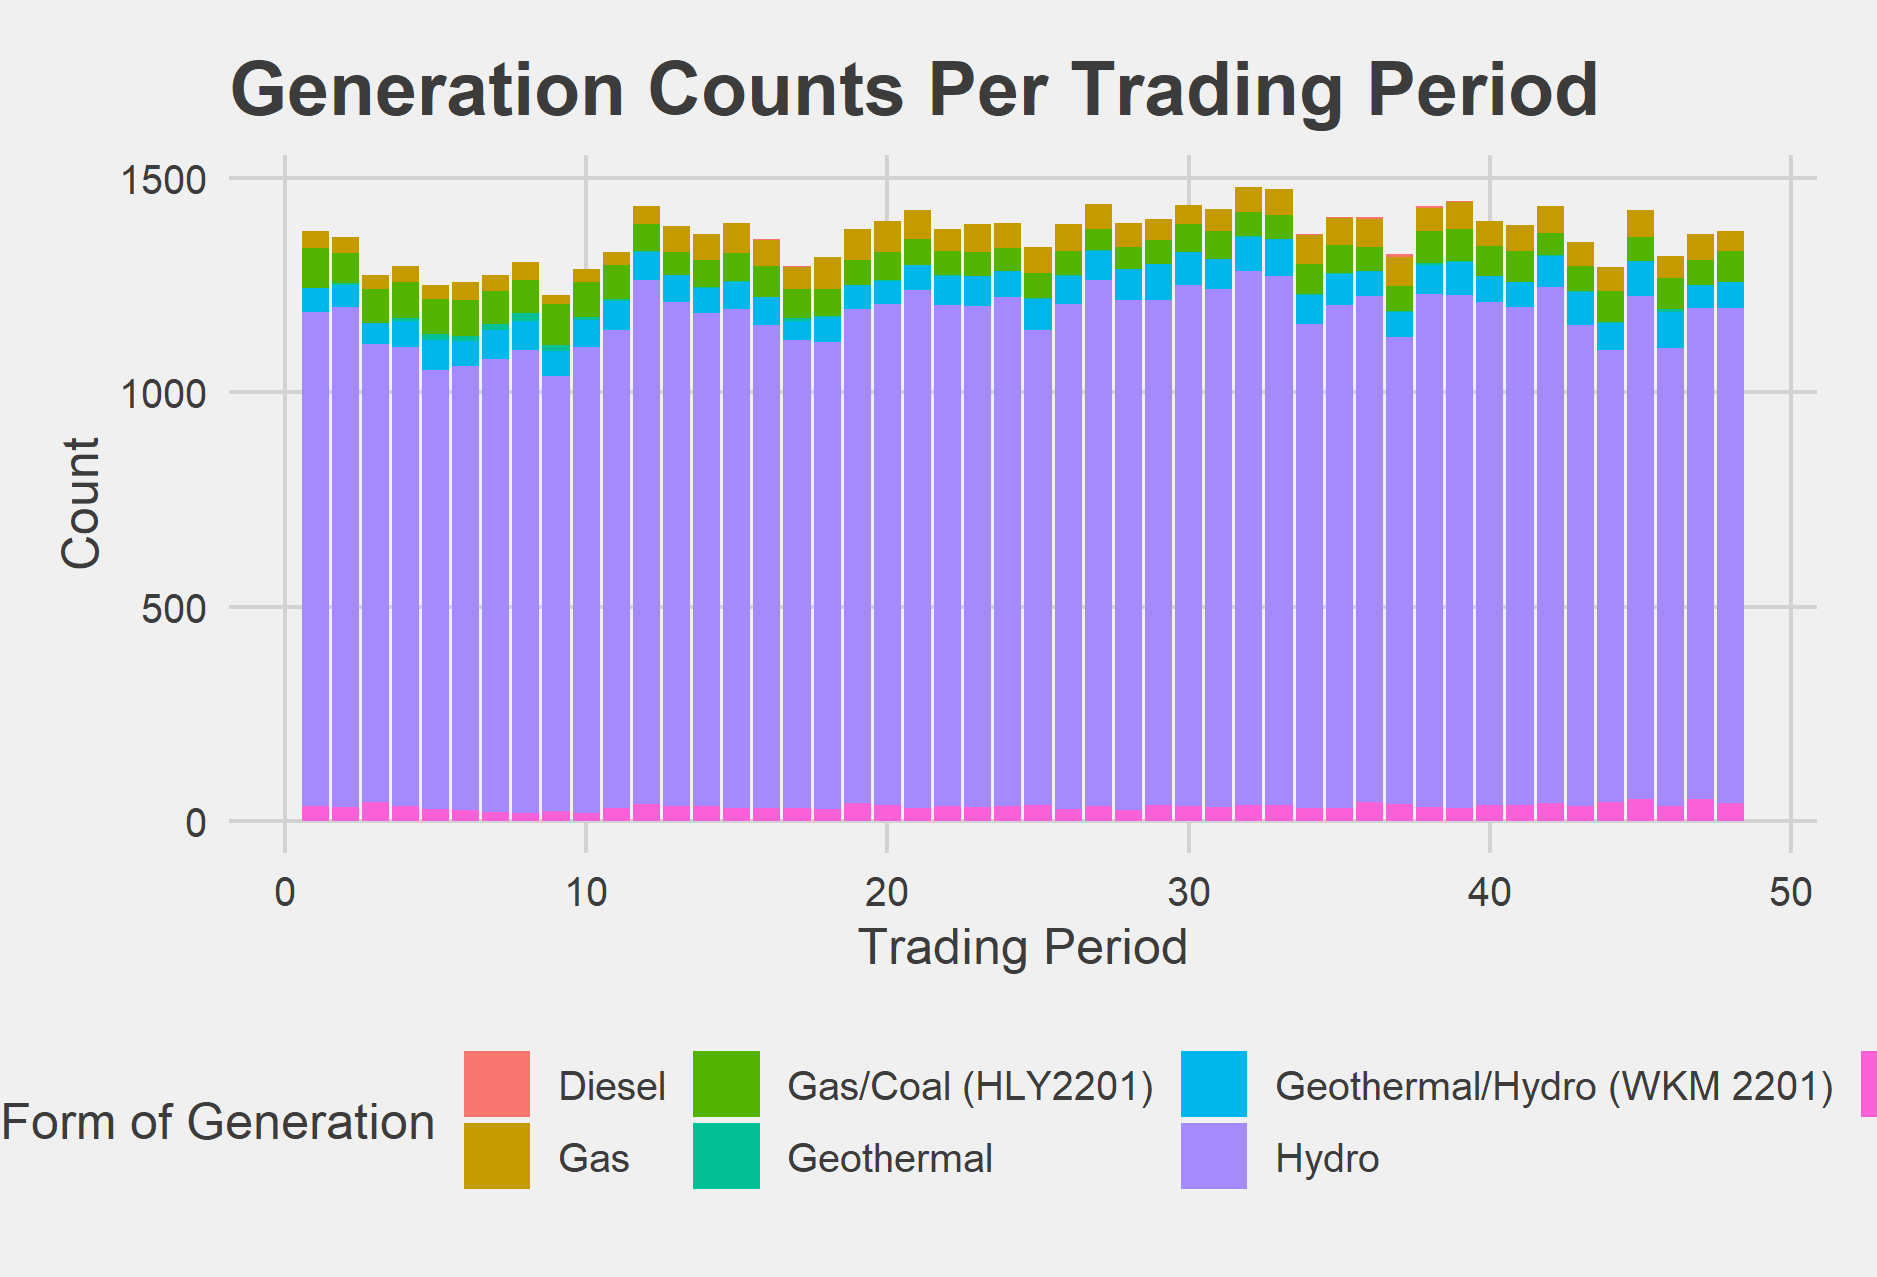 Generation Counts Per Trading Period
1500
1000
500
0
Count
0 10 20 30 40 50
Trading Period
Form of Generation
Diesel
Gas/Coal (HLY2201)
Geothermal/Hydro (WKM 2201)
Gas
Geothermal
Hydro